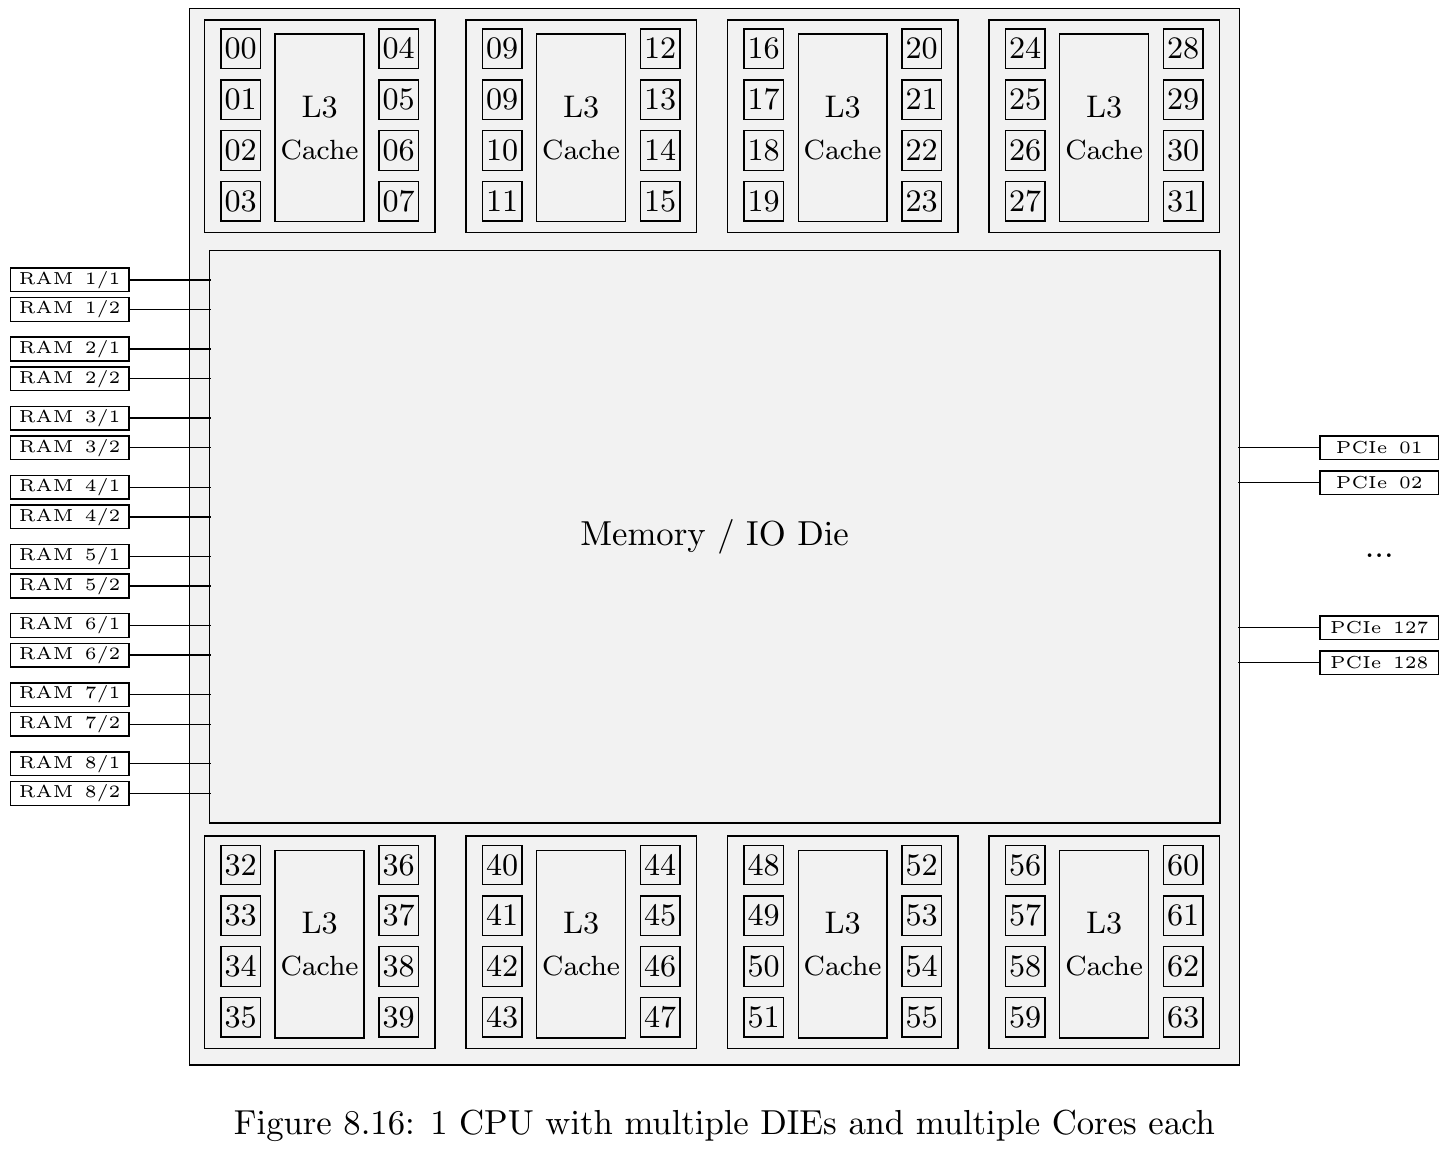 00 04 09 12 16 20 24 28
01 05 09 13 17 21 25 29
L3 L3 L3 L3
02 06 10 14 18 22 26 30
Cache Cache Cache Cache
03 07 11 15 19 23 27 31
RAM 1/1
RAM 1/2
RAM 2/1
RAM 2/2
RAM 3/1
RAM 3/2
RAM 4/1
RAM 4/2
RAM 5/1
RAM 5/2
RAM 6/1
RAM 6/2
RAM 7/1
RAM 7/2
RAM 8/1
RAM 8/2
Memory / IO Die
PCIe 01
PCIe 02
...
PCIe 127
PCIe 128
32 36 40 44 48 52 56 60
33 37 41 45 49 53 57 61
L3 L3 L3 L3
34 38 42 46 50 54 58 62
Cache Cache Cache Cache
35 39 43 47 51 55 59 63
Figure 8.16: 1 CPU with multiple DIEs and multiple Cores each